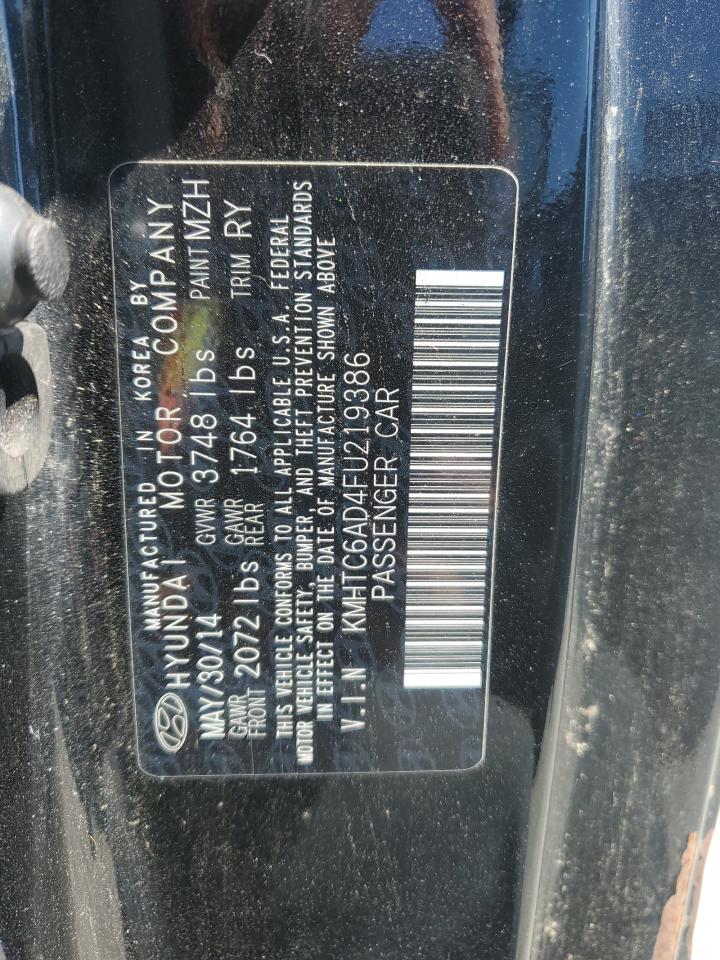 MANUFACTURED IN KOREA BY
HYUNDAI MOTOR COMPANY
MAY/30/14 GVWR 3748 lbs PAINT MZH
GAWR FRONT 2072 lbs GAWR REAR 1764 lbs TRIM RY
THIS VEHICLE CONFORMS TO ALL APPLICABLE U.S.A. FEDERAL
MOTOR VEHICLE SAFETY, BUMPER, AND THEFT PREVENTION STANDARDS
IN EFFECT ON THE DATE OF MANUFACTURE SHOWN ABOVE
V.I.N KMHTC6AD4FU219386
PASSENGER CAR